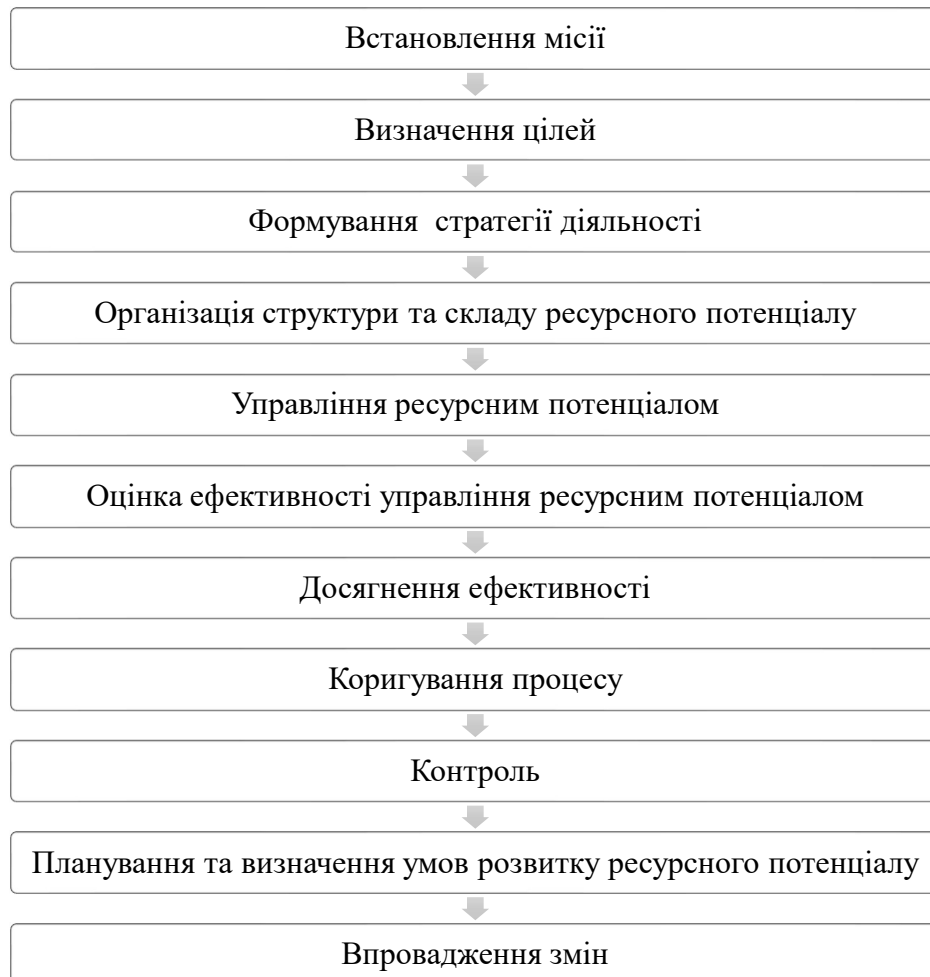 Встановлення місії
Визначення цілей
Формування стратегії діяльності
Організація структури та складу ресурсного потенціалу
Управління ресурсним потенціалом
Оцінка ефективності управління ресурсним потенціалом
Досягнення ефективності
Коригування процесу
Контроль
Планування та визначення умов розвитку ресурсного потенціалу
Впровадження змін